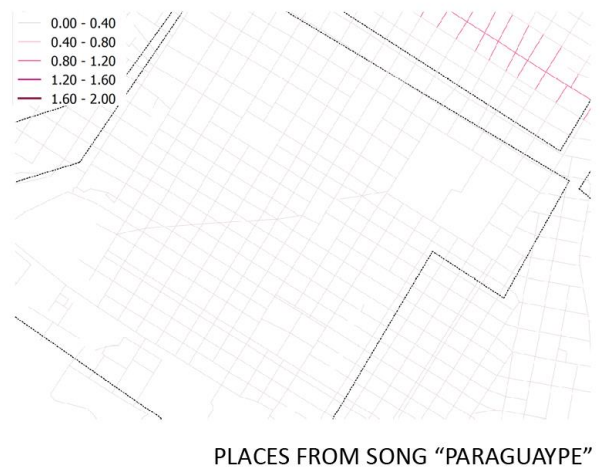 0.00 - 0.40
0.40 - 0.80
0.80 - 1.20
1.20 - 1.60
1.60 - 2.00
PLACES FROM SONG “PARAGUAYPE”